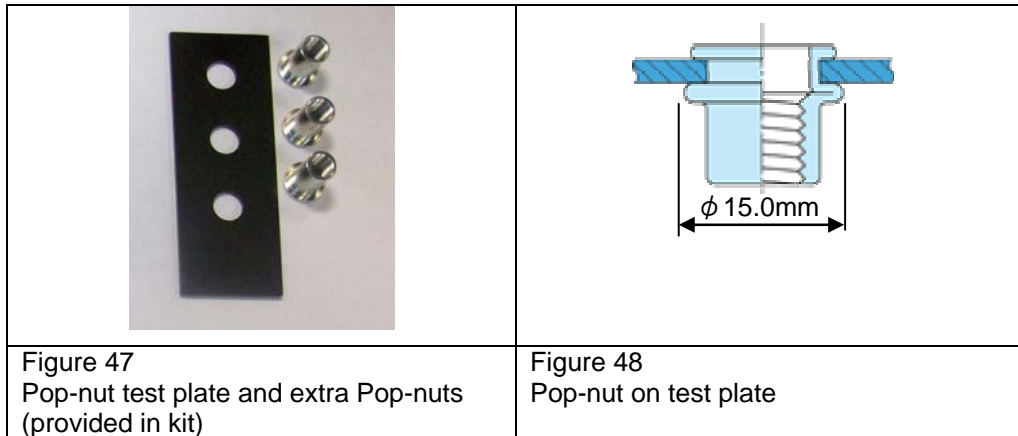 φ 15.0mm
Figure 47
Pop-nut test plate and extra Pop-nuts
(provided in kit)
Figure 48
Pop-nut on test plate